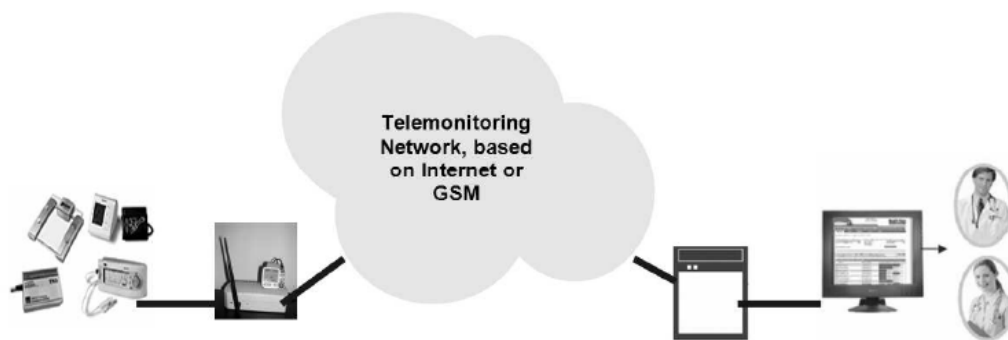 Telemonitoring
Network, based
on Internet or
GSM